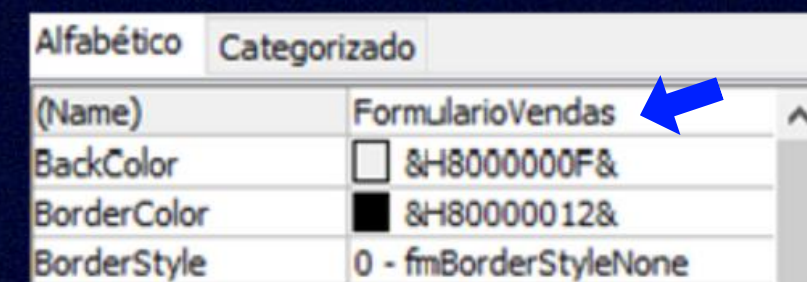 Alfabético Categorizado
(Name) FormularioVendas
BackColor &H8000000F&
BorderColor &H80000012&
BorderStyle 0 - fmBorderStyleNone